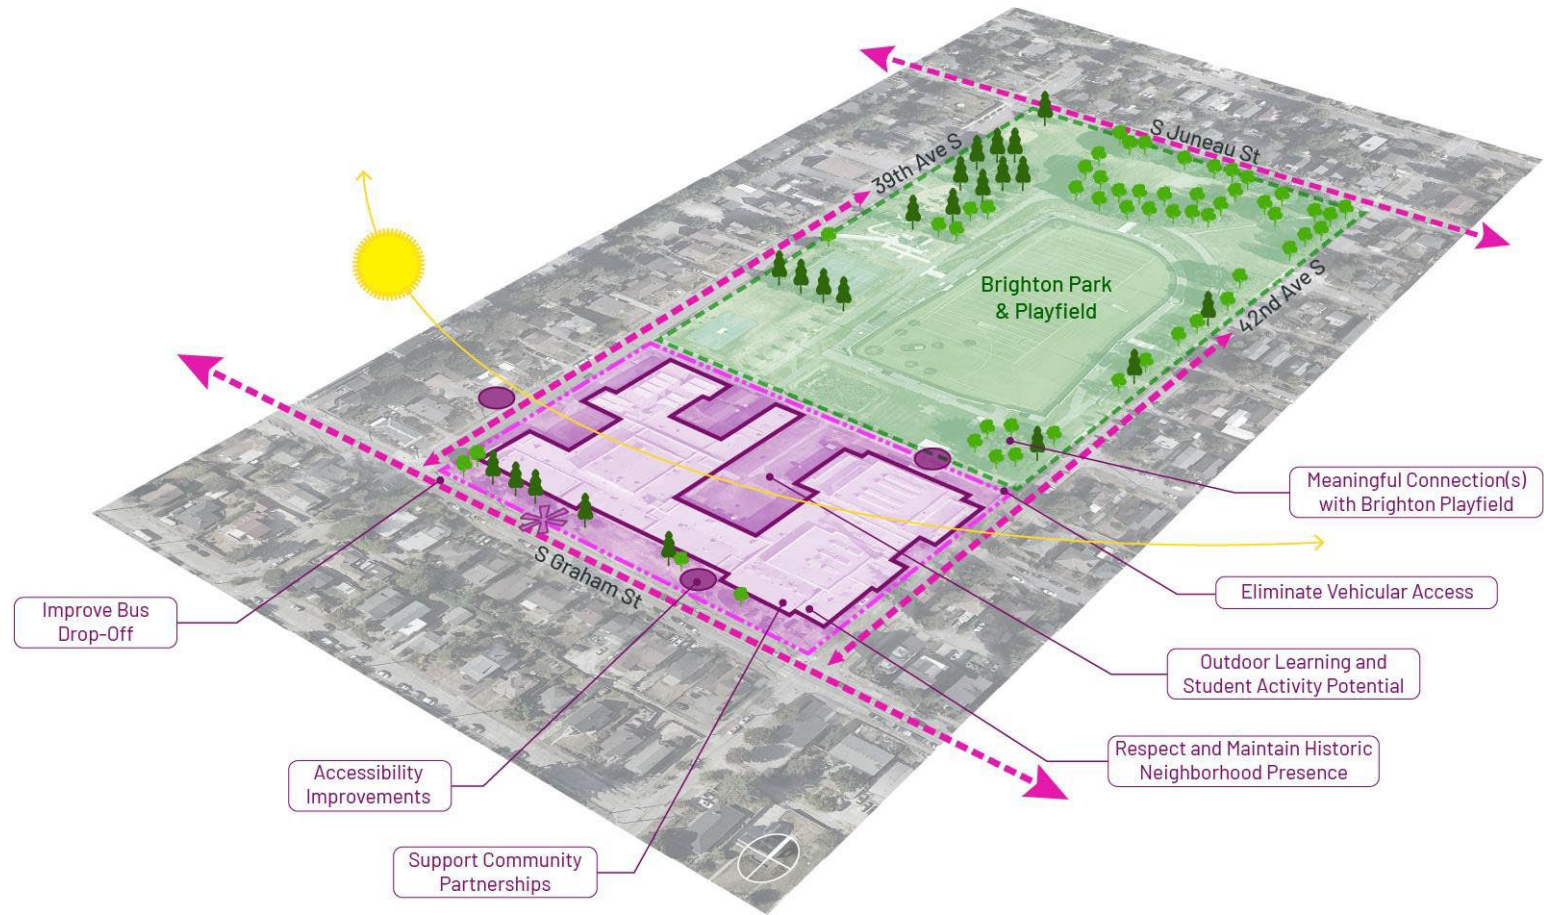 S Juneau St
39th Ave S
Brighton Park
& Playfield
42nd Ave S
Meaningful Connection(s)
with Brighton Playfield
S Graham St
Eliminate Vehicular Access
Improve Bus
Drop-Off
Outdoor Learning and
Student Activity Potential
Respect and Maintain Historic
Neighborhood Presence
Accessibility
Improvements
Support Community
Partnerships